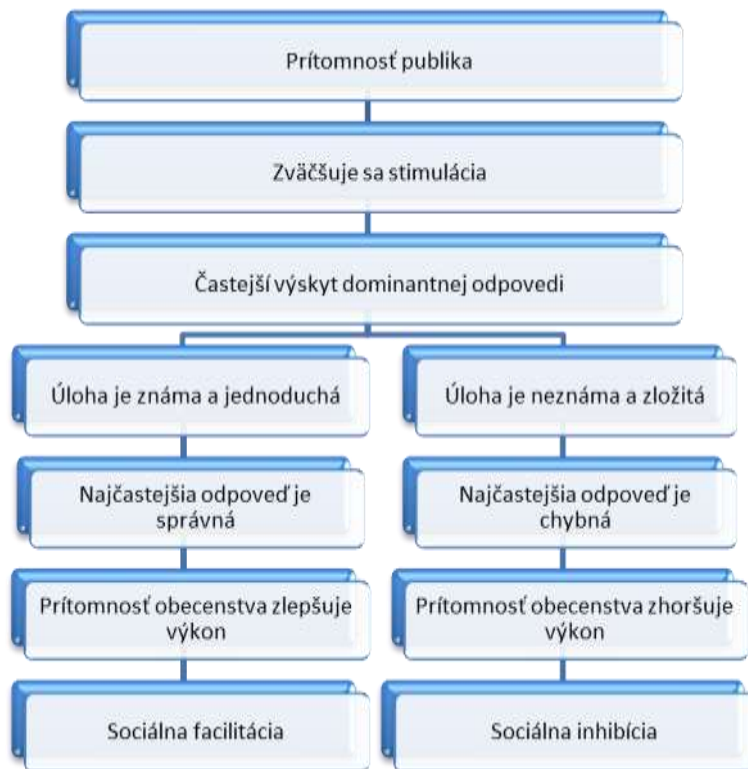 Prítomnosť publika
Zväčšuje sa stimulácia
Častejší výskyt dominantnej odpovedi
Úloha je známa a jednoduchá
Úloha je neznáma a zložitá
Najčastejšia odpoveď je
správná
Najčastejšia odpoveď je
chybná
Prítomnosť obecenstva zlepšuje
výkon
Prítomnosť obecenstva zhoršuje
výkon
Sociálna facilitácia
Sociálna inhibícia